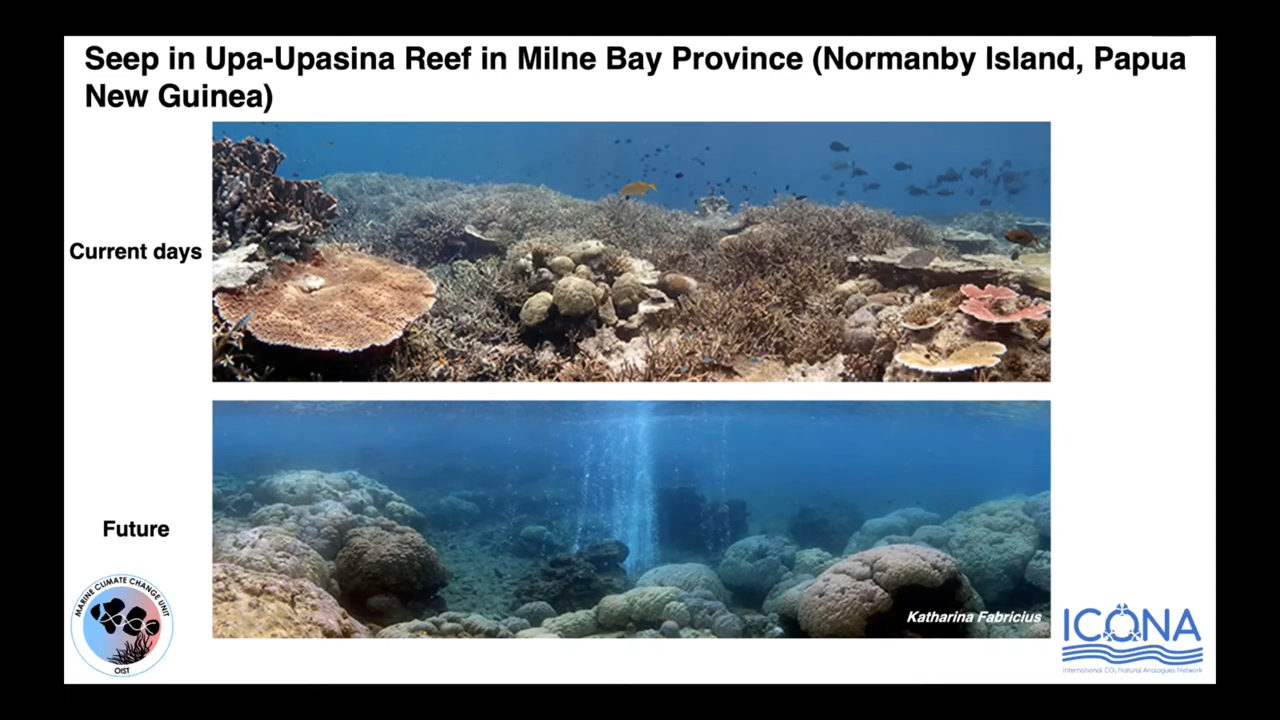 Seep in Upa-Upasina Reef in Milne Bay Province (Normanby Island, Papua
New Guinea)
Current days
Future
Katharina Fabricius
MARINE CLIMATE CHANGE UNIT
OIST
ICONA
International CO₂ Natural Analogues Network